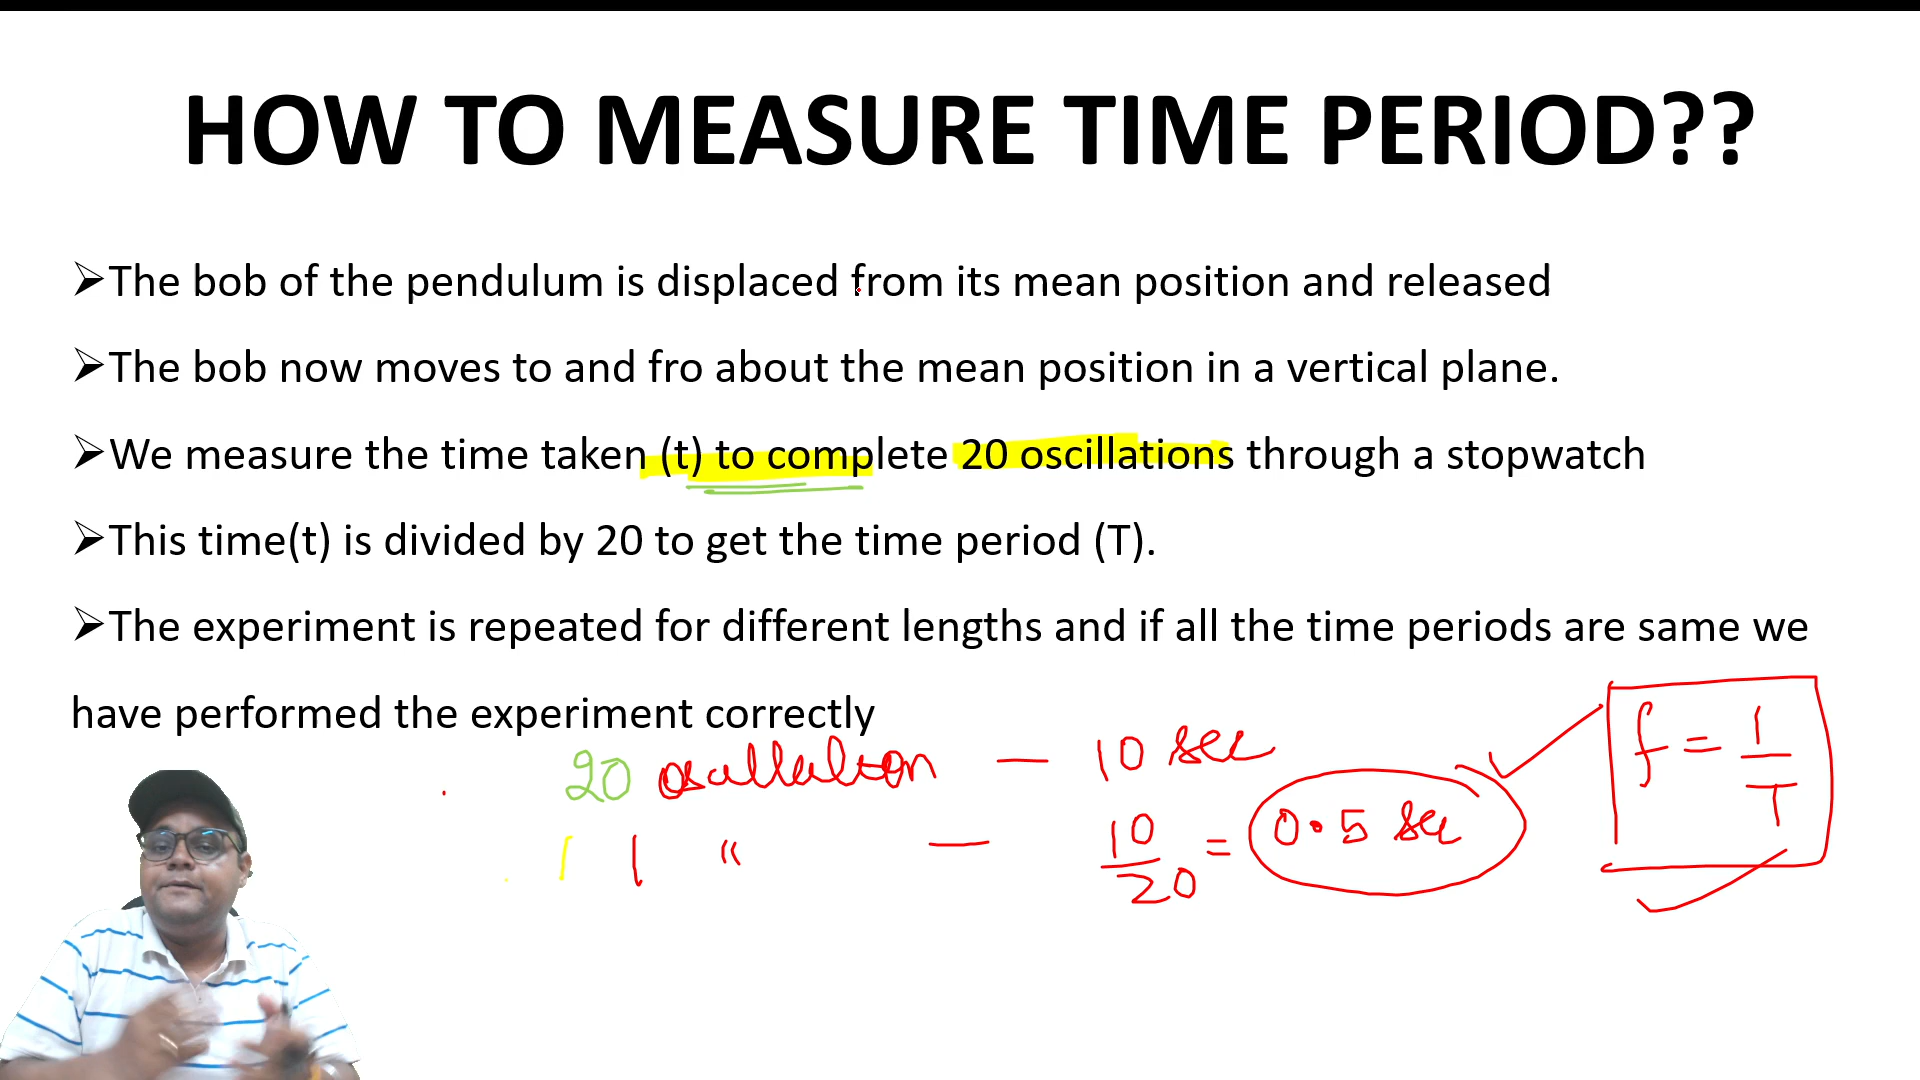 HOW TO MEASURE TIME PERIOD??
➢The bob of the pendulum is displaced from its mean position and released
➢The bob now moves to and fro about the mean position in a vertical plane.
➢We measure the time taken (t) to complete 20 oscillations through a stopwatch
➢This time(t) is divided by 20 to get the time period (T).
➢The experiment is repeated for different lengths and if all the time periods are same we
have performed the experiment correctly
20 oscillation — 10 sec
1 1 " — 10/20 = 0.5 sec
f = 1/T